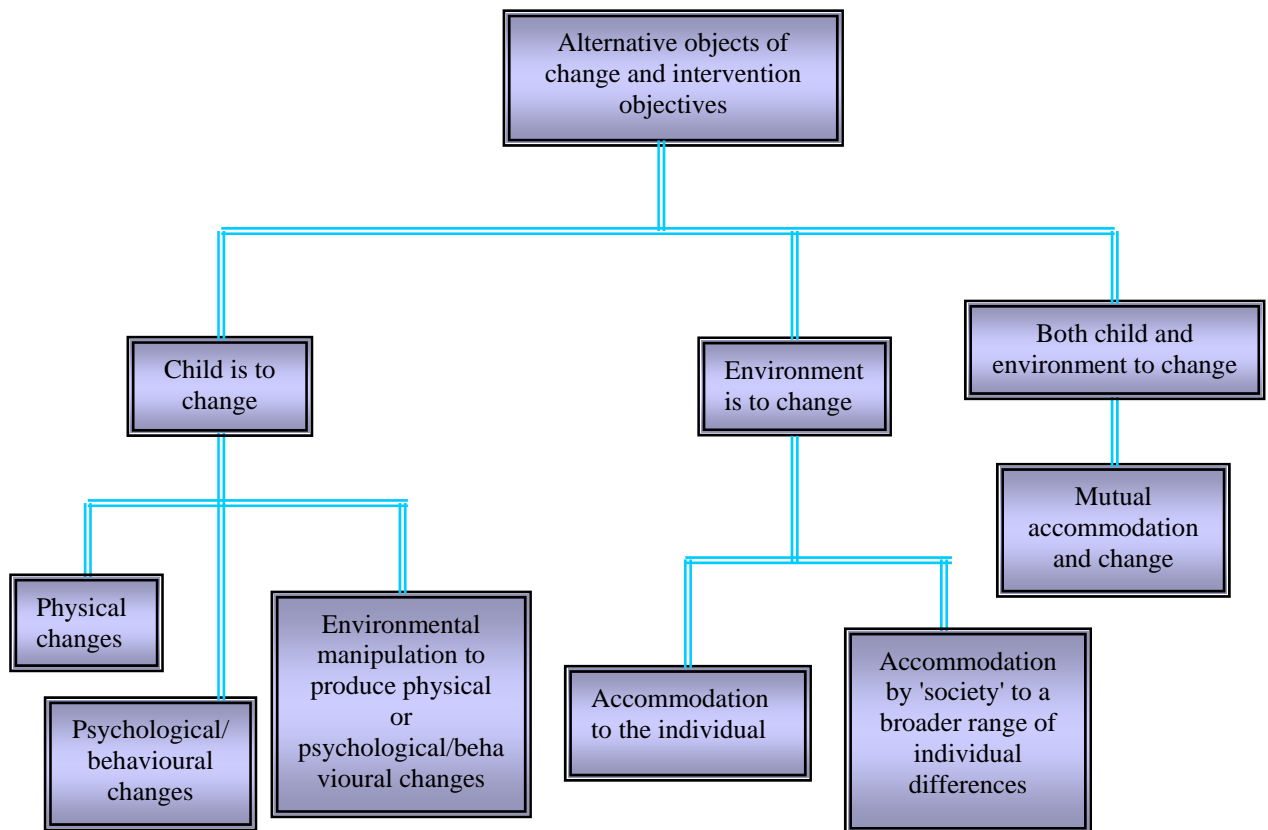 Alternative objects of
change and intervention
objectives
Child is to
change
Environment
is to change
Both child and
environment to change
Physical
changes
Psychological/
behavioural
changes
Environmental
manipulation to
produce physical
or
psychological/beha
vioural changes
Accommodation
to the individual
Accommodation
by 'society' to a
broader range of
individual
differences
Mutual
accommodation
and change